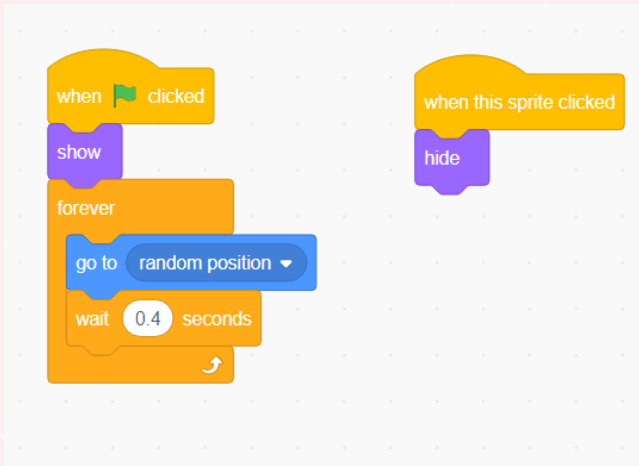 when clicked
show
forever
go to random position
wait 0.4 seconds
when this sprite clicked
hide